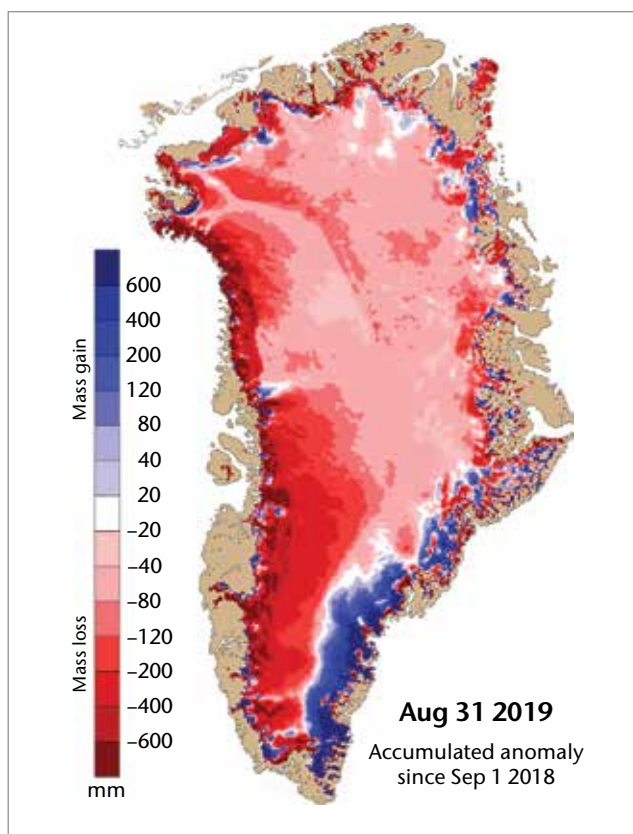 Mass gain
600
400
200
120
80
40
20
–20
–40
–80
–120
–200
–400
–600
Mass loss
mm
Aug 31 2019
Accumulated anomaly
since Sep 1 2018